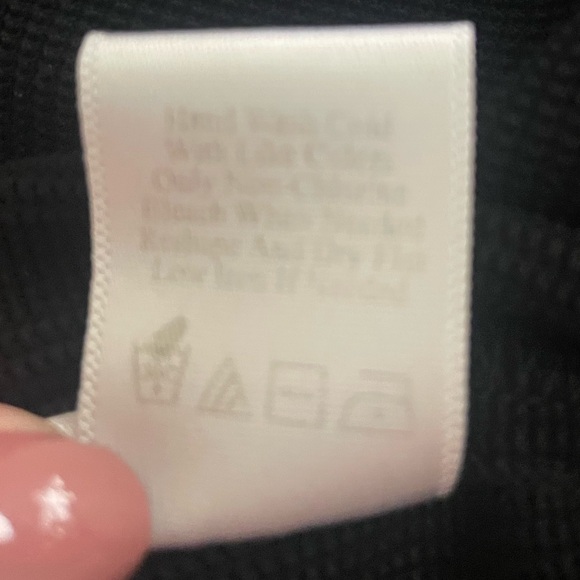 Hand Wash Cold
With Like Colors
Only Non-Chlorine
Bleach When Needed
Reshape And Dry Flat
Low Iron If Needed